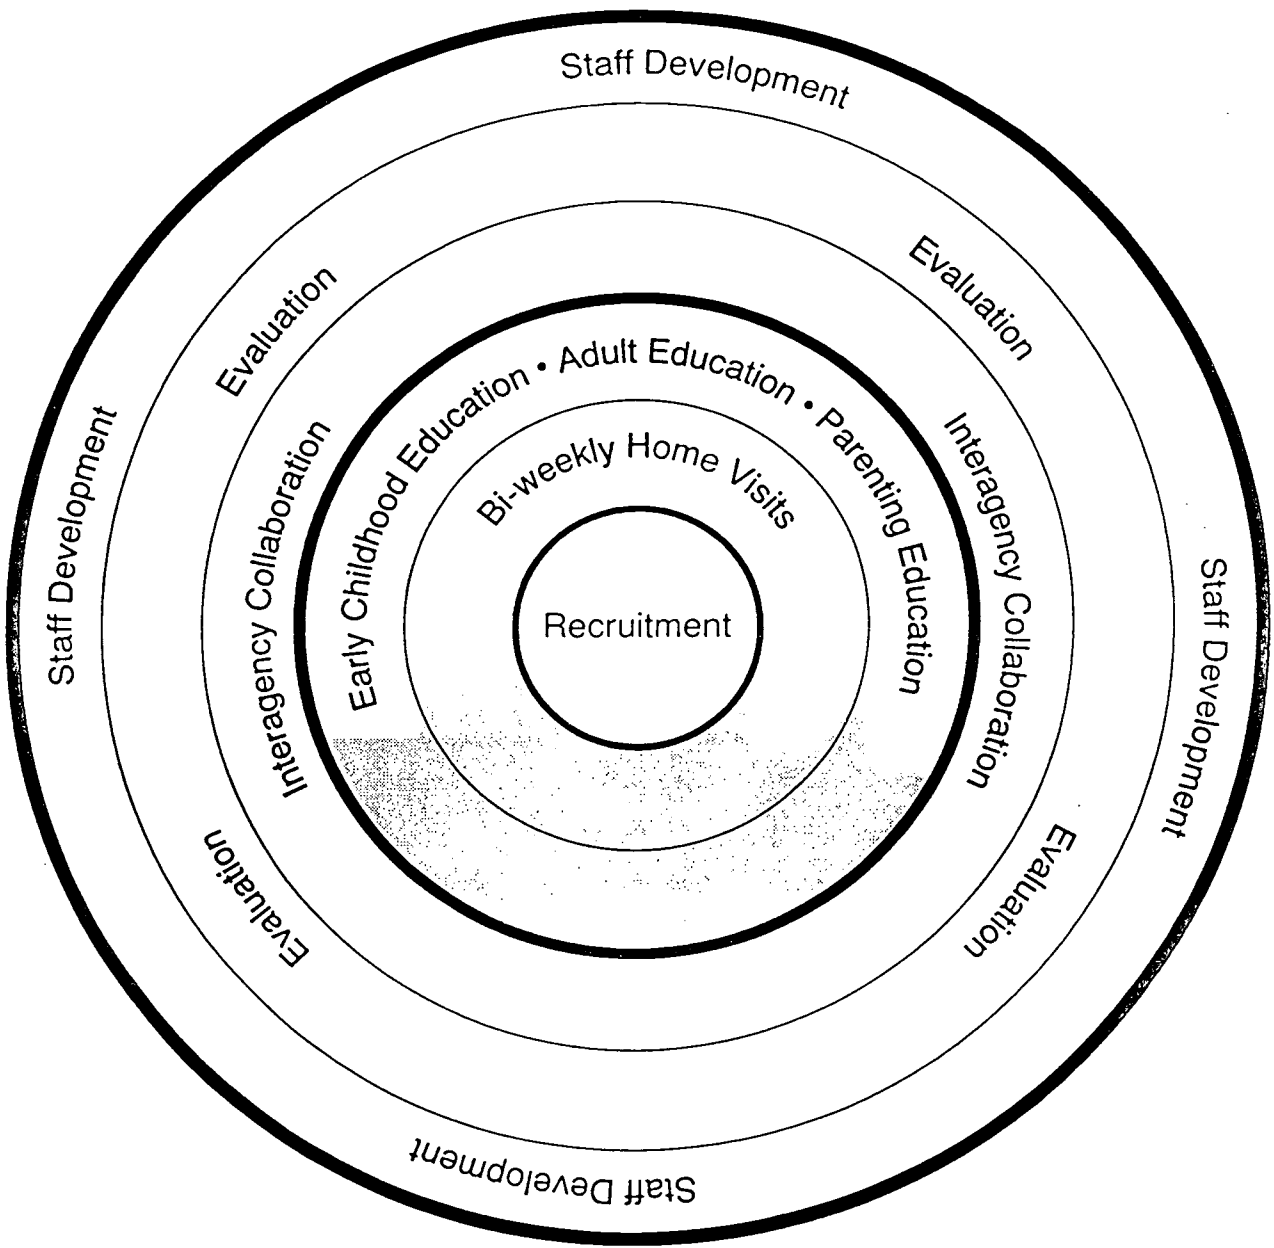 Staff Development
Evaluation
Evaluation
Early Childhood Education • Adult Education • Parenting Education
Bi-weekly Home Visits
Interagency Collaboration
Interagency Collaboration
Staff Development
Staff Development
Recruitment
Evaluation
Evaluation
Staff Development